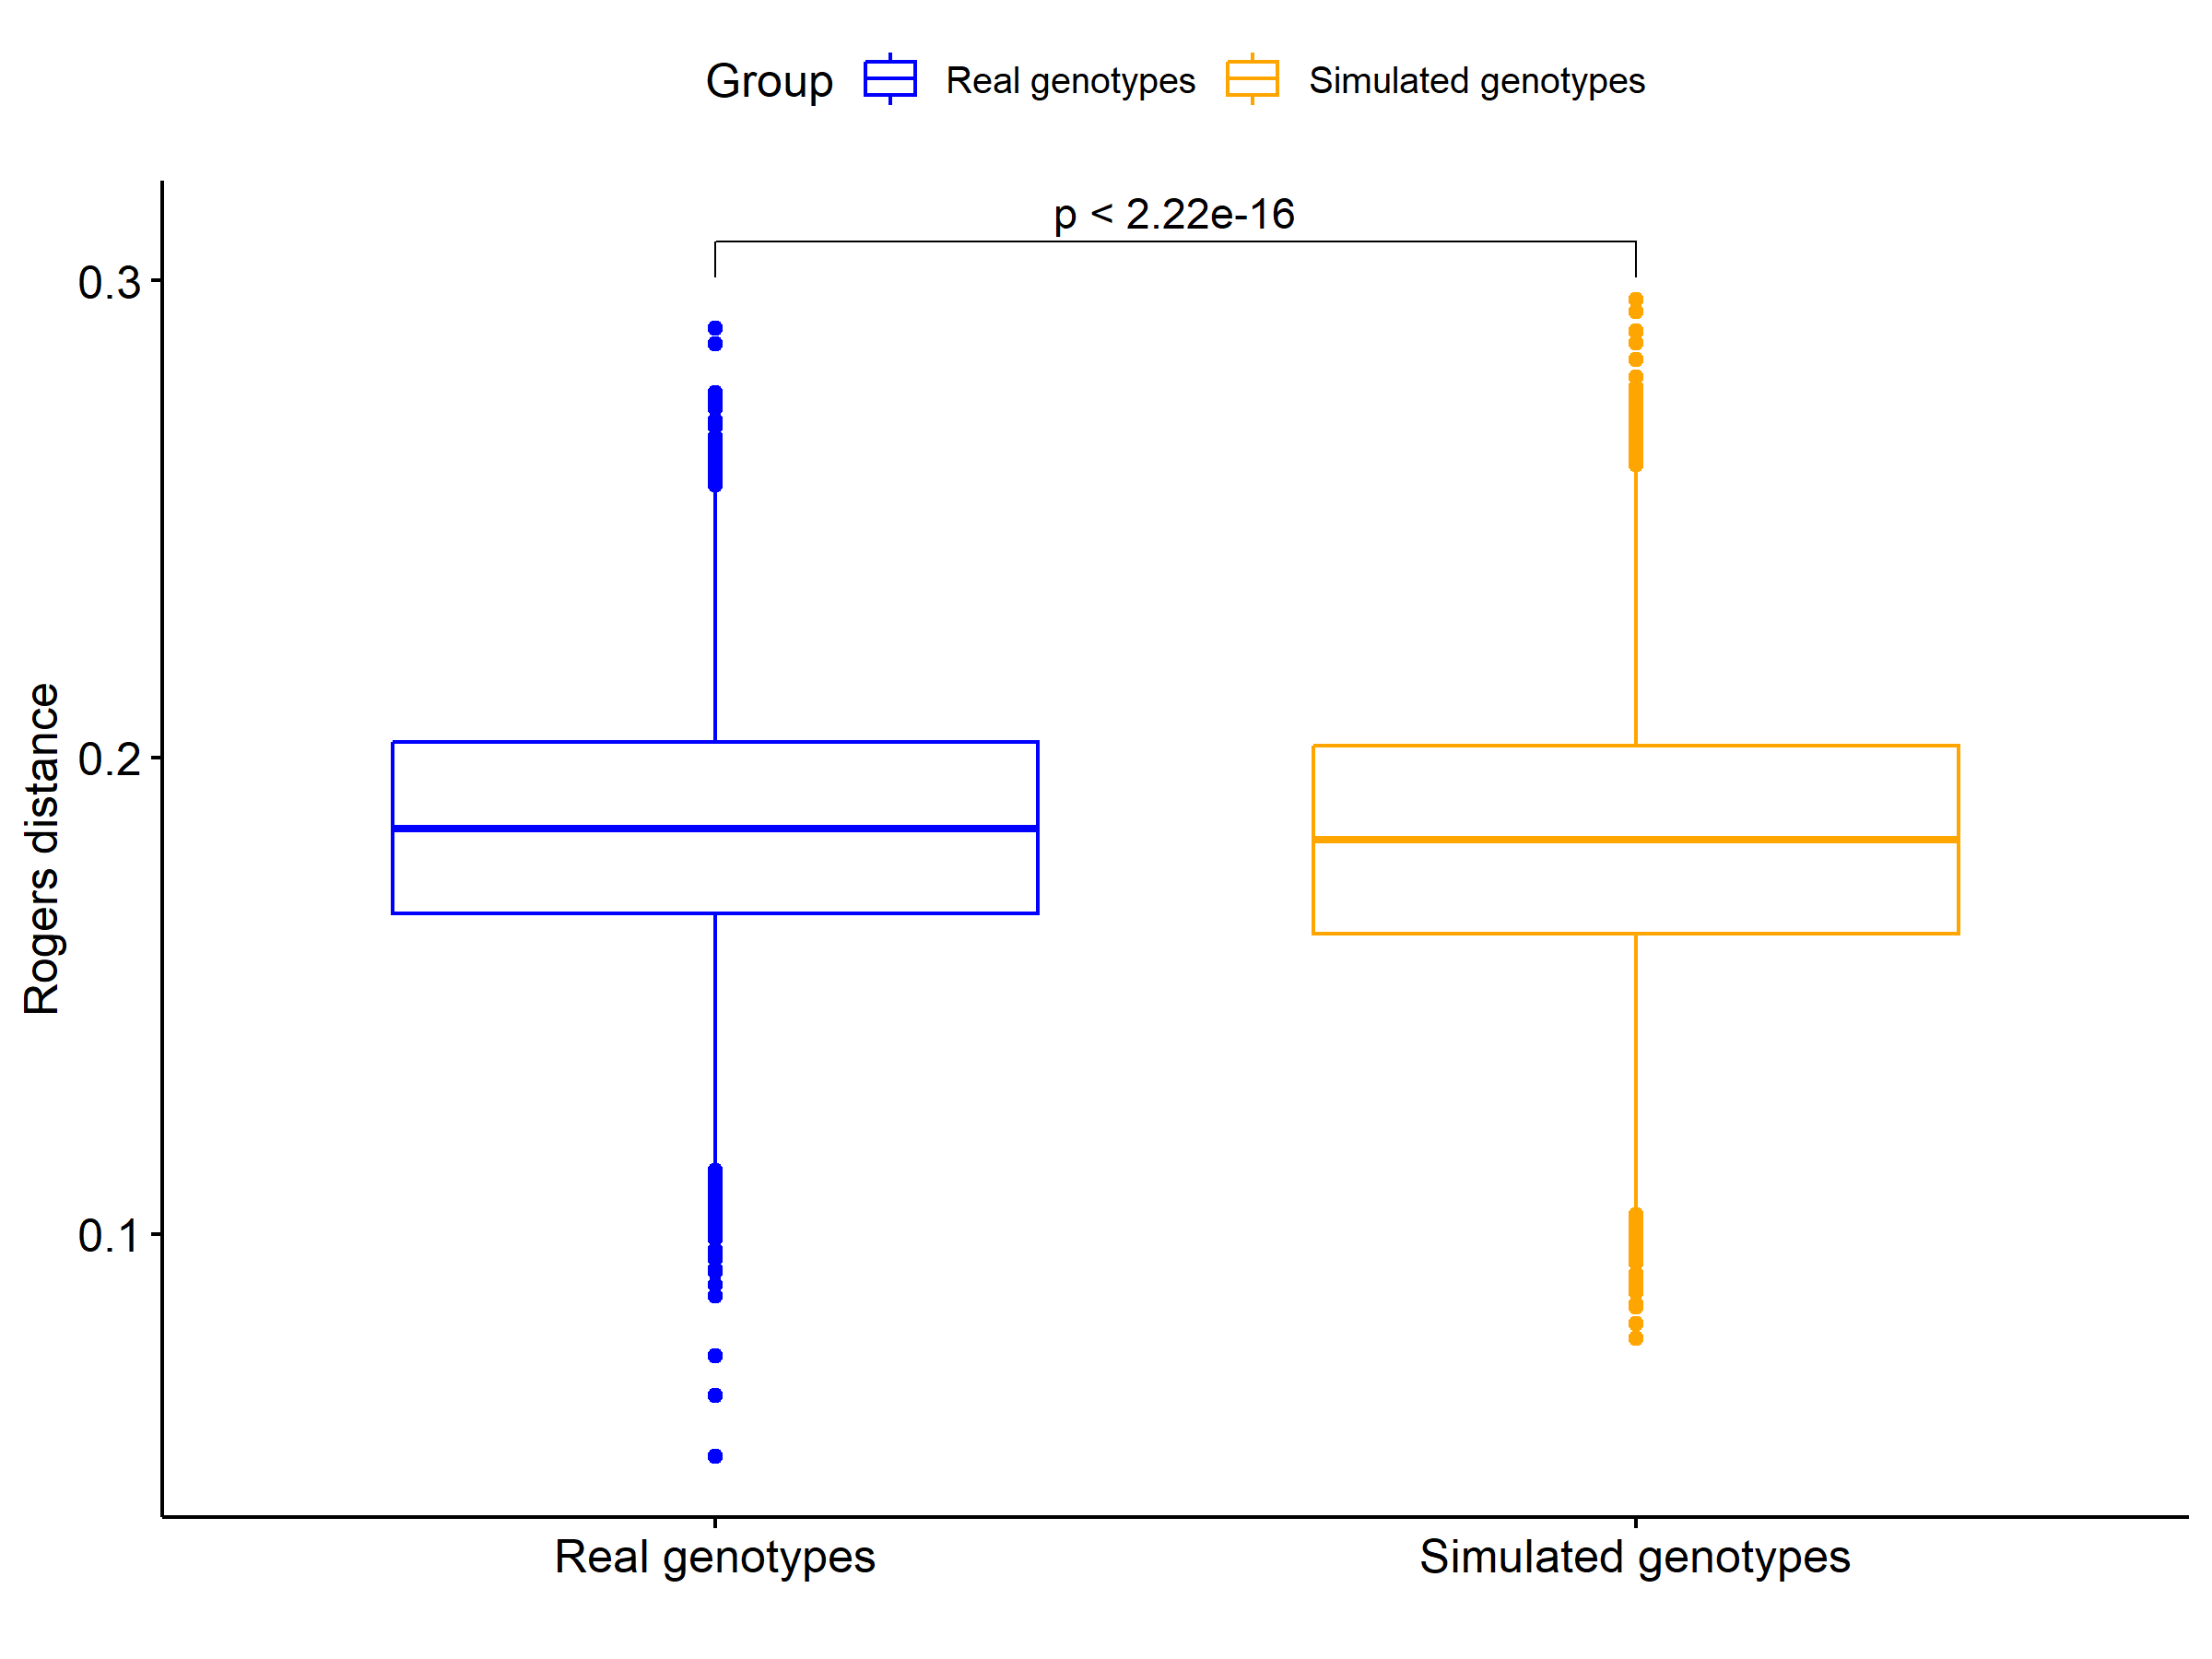 Group Real genotypes Simulated genotypes
p < 2.22e-16
0.3
0.2
0.1
Rogers distance
Real genotypes Simulated genotypes